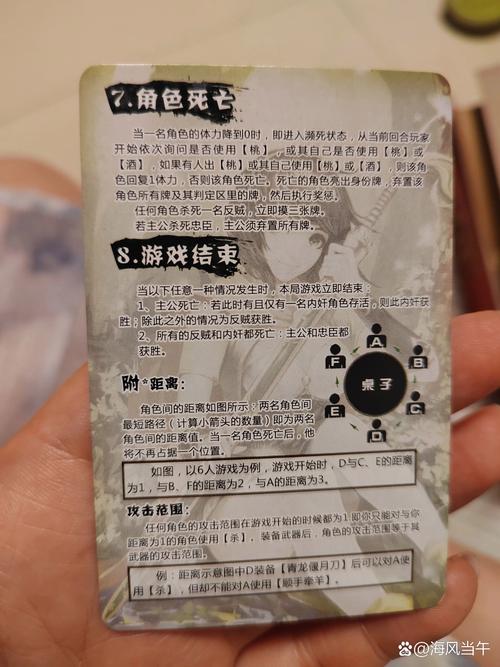 7.角色死亡
当一名角色的体力降到0时，即进入濒死状态，从当前回合玩家
开始依次询问是否使用【桃】，或其自己是否使用【桃】或
【酒】，如果有人出【桃】或其自己使用【桃】或【酒】，则该角
色回复1体力，否则该角色死亡。死亡的角色亮出身份牌，弃置该
角色所有牌及其判定区里的牌，然后执行奖惩。
任何角色杀死一名反贼，立即摸三张牌。
若主公杀死忠臣，主公须弃置所有牌。
8.游戏结束
当以下任意一种情况发生时，本局游戏立即结束：
1、主公死亡：若此时有且仅有一名内奸角色存活，则此内奸获
胜；除此之外的情况为反贼获胜。
2、所有的反贼和内奸都死亡：主公和忠臣都
获胜。
附*距离：
角色间的距离如图所示：两名角色间
最短路径（计算小箭头的数量）即为两名
角色间的距离值。当一名角色死亡后，他
将不再占据一个位置。
A
F
B
桌子
E
C
D
如图，以6人游戏为例，游戏开始时，D与C、E的距离
为1，与B、F的距离为2，与A的距离为3。
攻击范围：
任何角色的攻击范围在游戏开始的时候都为1.即你只能对与你
距离为1的角色使用【杀】，装备武器后，角色的攻击范围等于其
武器的攻击范围。
例：距离示意图中D装备【青龙偃月刀】后可以对A使
用【杀】，但却不能对A使用【顺手牵羊】。
@海风当午